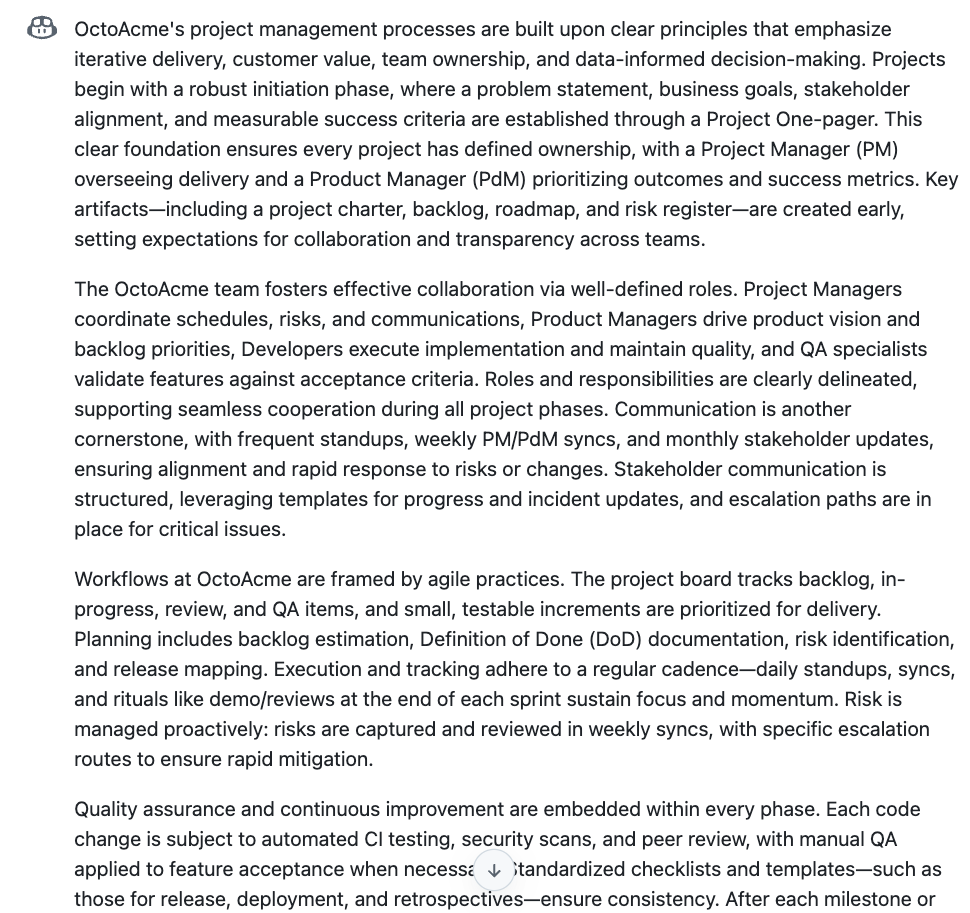 OctoAcme's project management processes are built upon clear principles that emphasize
iterative delivery, customer value, team ownership, and data-informed decision-making. Projects
begin with a robust initiation phase, where a problem statement, business goals, stakeholder
alignment, and measurable success criteria are established through a Project One-pager. This
clear foundation ensures every project has defined ownership, with a Project Manager (PM)
overseeing delivery and a Product Manager (PdM) prioritizing outcomes and success metrics. Key
artifacts—including a project charter, backlog, roadmap, and risk register—are created early,
setting expectations for collaboration and transparency across teams.
The OctoAcme team fosters effective collaboration via well-defined roles. Project Managers
coordinate schedules, risks, and communications, Product Managers drive product vision and
backlog priorities, Developers execute implementation and maintain quality, and QA specialists
validate features against acceptance criteria. Roles and responsibilities are clearly delineated,
supporting seamless cooperation during all project phases. Communication is another
cornerstone, with frequent standups, weekly PM/PdM syncs, and monthly stakeholder updates,
ensuring alignment and rapid response to risks or changes. Stakeholder communication is
structured, leveraging templates for progress and incident updates, and escalation paths are in
place for critical issues.
Workflows at OctoAcme are framed by agile practices. The project board tracks backlog, in-
progress, review, and QA items, and small, testable increments are prioritized for delivery.
Planning includes backlog estimation, Definition of Done (DoD) documentation, risk identification,
and release mapping. Execution and tracking adhere to a regular cadence—daily standups, syncs,
and rituals like demo/reviews at the end of each sprint sustain focus and momentum. Risk is
managed proactively: risks are captured and reviewed in weekly syncs, with specific escalation
routes to ensure rapid mitigation.
Quality assurance and continuous improvement are embedded within every phase. Each code
change is subject to automated CI testing, security scans, and peer review, with manual QA
applied to feature acceptance when Standardized checklists and templates—such as
those for release, deployment, and retrospectives—ensure consistency. After each milestone or